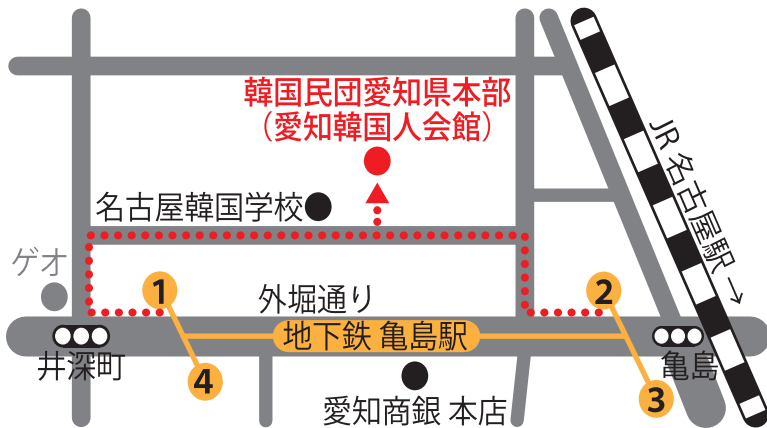 韓国民団愛知県本部
（愛知韓国人会館）
JR 名古屋駅 →
名古屋韓国学校
ゲオ
1
外堀通り
2
地下鉄 亀島駅
井深町
亀島
4
3
愛知商銀 本店